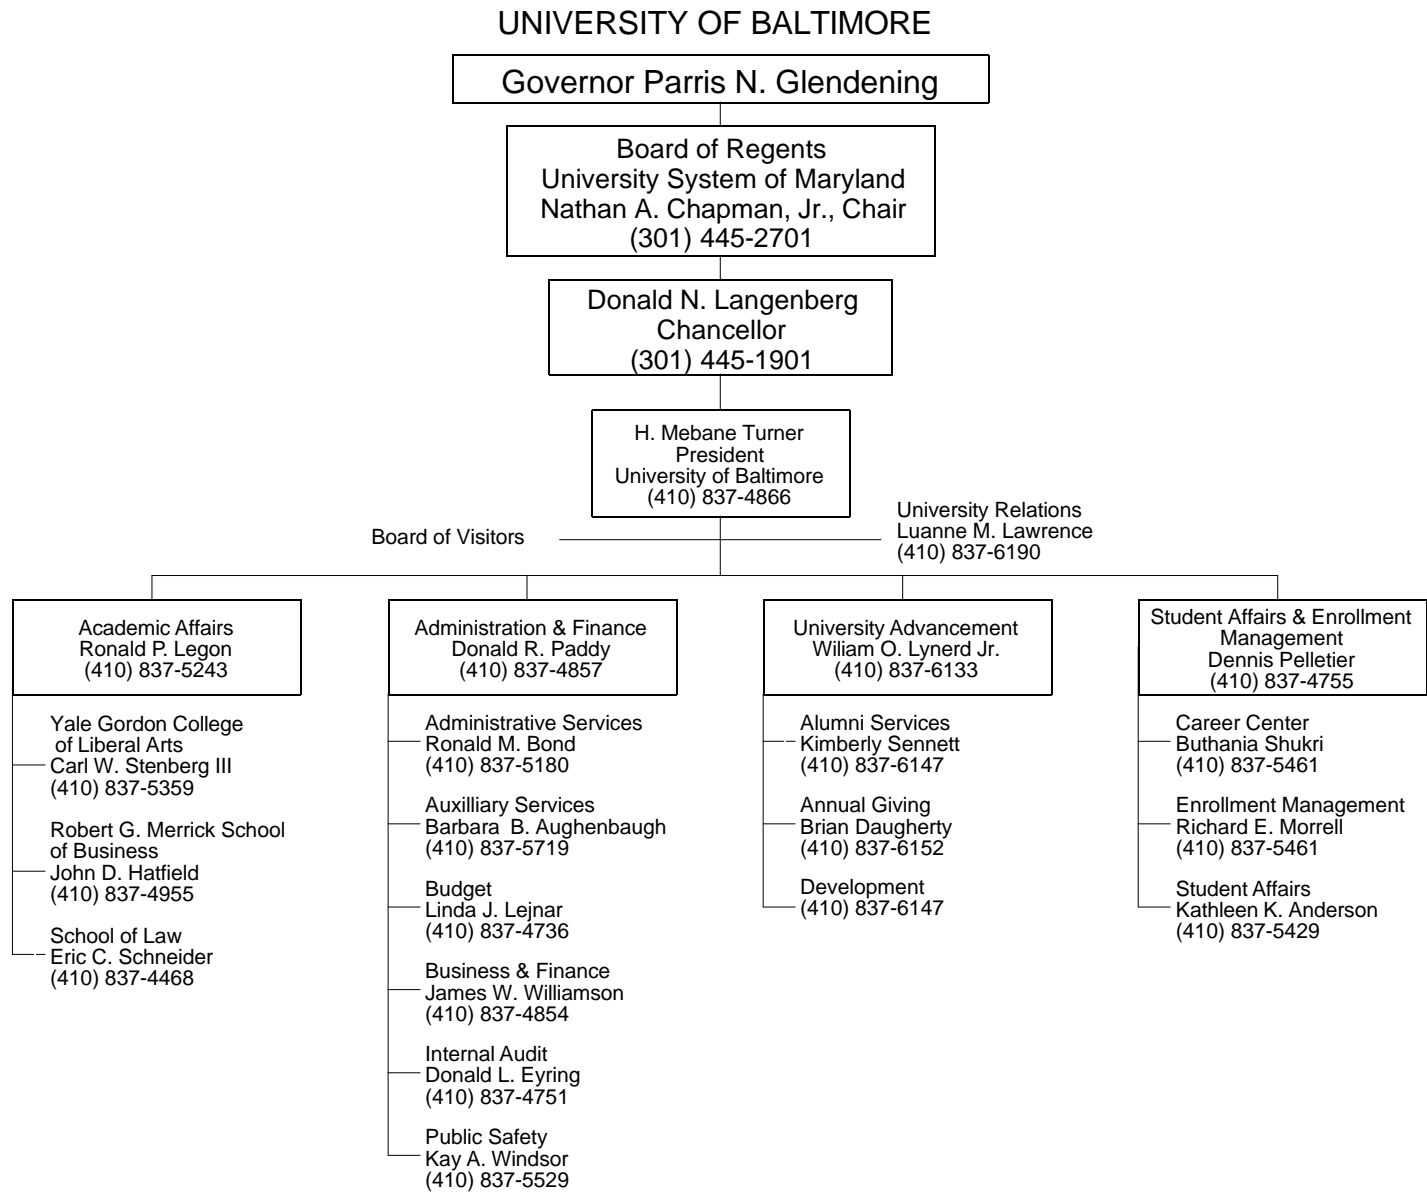 UNIVERSITY OF BALTIMORE
Governor Parris N. Glendening
Board of Regents
University System of Maryland
Nathan A. Chapman, Jr., Chair
(301) 445-2701
Donald N. Langenberg
Chancellor
(301) 445-1901
H. Mebane Turner
President
University of Baltimore
(410) 837-4866
Board of Visitors
University Relations
Luanne M. Lawrence
(410) 837-6190
Academic Affairs
Ronald P. Legon
(410) 837-5243
Yale Gordon College
of Liberal Arts
Carl W. Stenberg III
(410) 837-5359
Robert G. Merrick School
of Business
John D. Hatfield
(410) 837-4955
School of Law
Eric C. Schneider
(410) 837-4468
Administration & Finance
Donald R. Paddy
(410) 837-4857
Administrative Services
Ronald M. Bond
(410) 837-5180
Auxilliary Services
Barbara B. Aughenbaugh
(410) 837-5719
Budget
Linda J. Lejnar
(410) 837-4736
Business & Finance
James W. Williamson
(410) 837-4854
Internal Audit
Donald L. Eyring
(410) 837-4751
Public Safety
Kay A. Windsor
(410) 837-5529
University Advancement
Wiliam O. Lynerd Jr.
(410) 837-6133
Alumni Services
Kimberly Sennett
(410) 837-6147
Annual Giving
Brian Daugherty
(410) 837-6152
Development
(410) 837-6147
Student Affairs & Enrollment
Management
Dennis Pelletier
(410) 837-4755
Career Center
Buthania Shukri
(410) 837-5461
Enrollment Management
Richard E. Morrell
(410) 837-5461
Student Affairs
Kathleen K. Anderson
(410) 837-5429